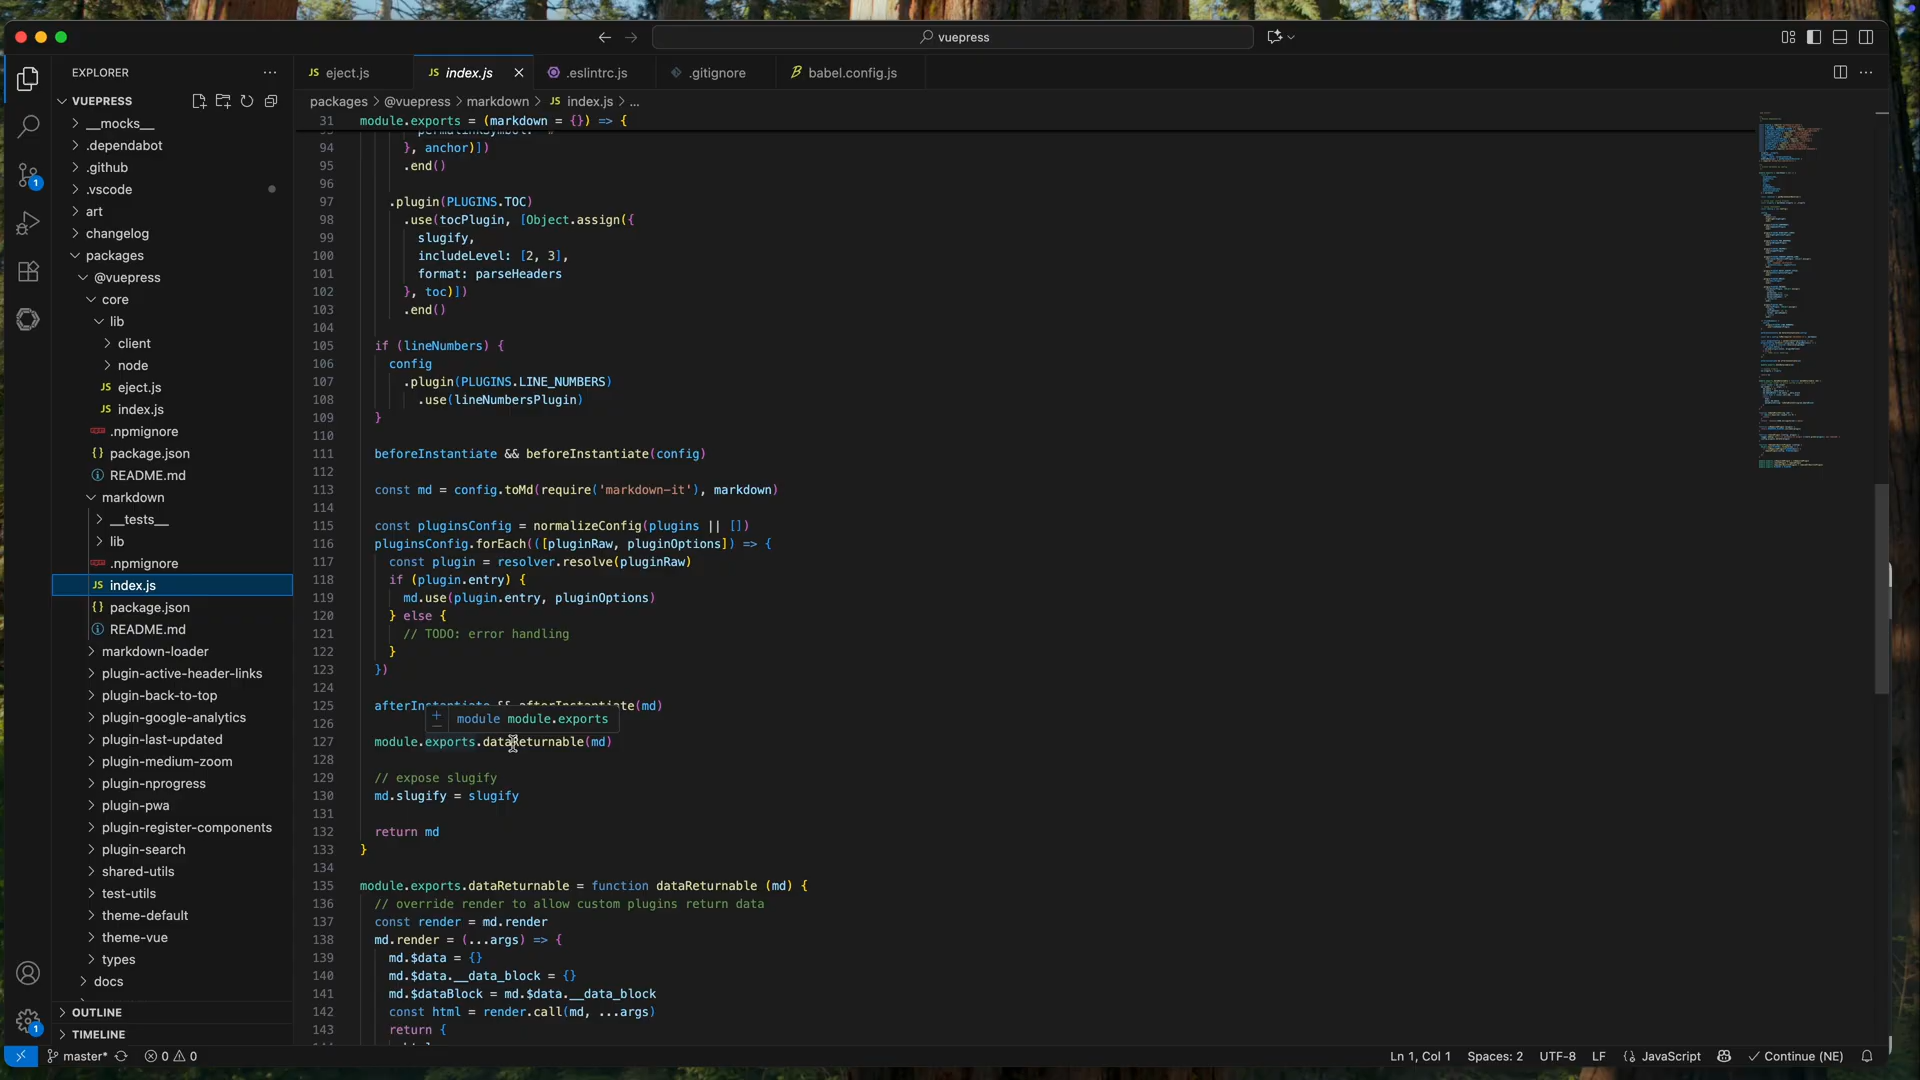 vuepress
EXPLORER
VUEPRESS
__mocks__
.dependabot
.github
.vscode
art
changelog
packages
@vuepress
core
lib
client
node
JS eject.js
JS index.js
.npmignore
{} package.json
README.md
markdown
__tests__
lib
.npmignore
JS index.js
{} package.json
README.md
markdown-loader
plugin-active-header-links
plugin-back-to-top
plugin-google-analytics
plugin-last-updated
plugin-medium-zoom
plugin-nprogress
plugin-pwa
plugin-register-components
plugin-search
shared-utils
test-utils
theme-default
theme-vue
types
docs
OUTLINE
TIMELINE
1
1
JS eject.js
JS index.js
.eslintrc.js
.gitignore
babel.config.js
packages > @vuepress > markdown > JS index.js > ...
31 module.exports = (markdown = {}) => {
94 }, anchor)])
95 .end()
96
97 .plugin(PLUGINS.TOC)
98 .use(tocPlugin, [Object.assign({
99 slugify,
100 includeLevel: [2, 3],
101 format: parseHeaders
102 }, toc)])
103 .end()
104
105 if (lineNumbers) {
106 config
107 .plugin(PLUGINS.LINE_NUMBERS)
108 .use(lineNumbersPlugin)
109 }
110
111 beforeInstantiate && beforeInstantiate(config)
112
113 const md = config.toMd(require('markdown-it'), markdown)
114
115 const pluginsConfig = normalizeConfig(plugins || [])
116 pluginsConfig.forEach(([pluginRaw, pluginOptions]) => {
117 const plugin = resolver.resolve(pluginRaw)
118 if (plugin.entry) {
119 md.use(plugin.entry, pluginOptions)
120 } else {
121 // TODO: error handling
122 }
123 })
124
125 afterInstantiate && afterInstantiate(md)
module module.exports
126
127 module.exports.dataReturnable(md)
128
129 // expose slugify
130 md.slugify = slugify
131
132 return md
133 }
134
135 module.exports.dataReturnable = function dataReturnable (md) {
136 // override render to allow custom plugins return data
137 const render = md.render
138 md.render = (...args) => {
139 md.$data = {}
140 md.$data.__data_block = {}
141 md.$dataBlock = md.$data.__data_block
142 const html = render.call(md, ...args)
143 return {
master*
0 0
Ln 1, Col 1
Spaces: 2
UTF-8
LF
{} JavaScript
Continue (NE)